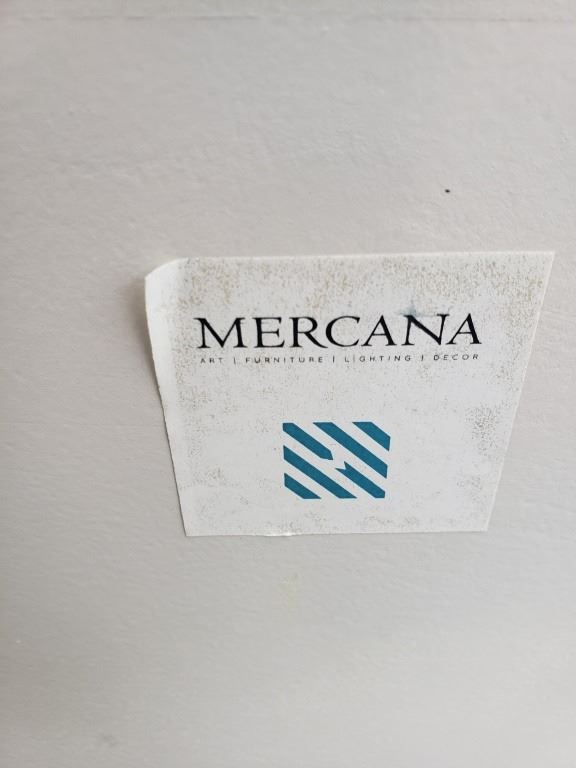 MERCANA
ART | FURNITURE | LIGHTING | DECOR